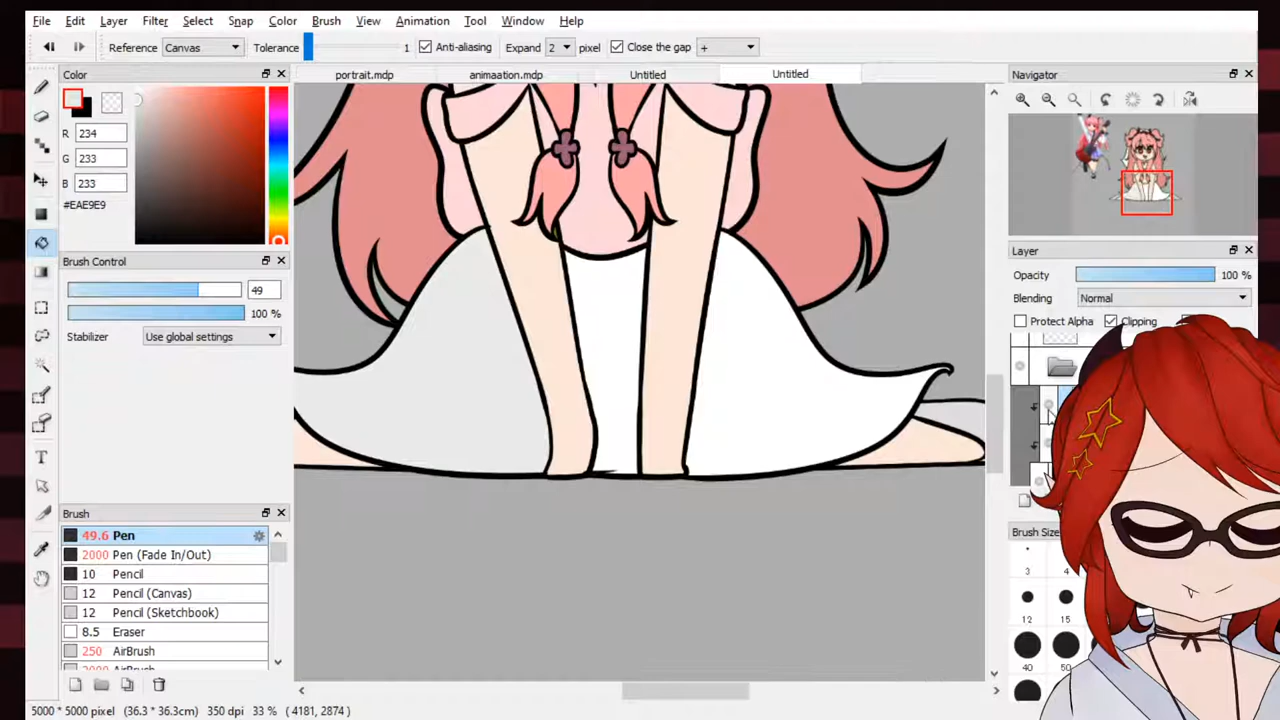 File Edit Layer Filter Select Snap Color Brush View Animation Tool Window Help
Reference Canvas Tolerance 1 Anti-aliasing Expand 2 pixel Close the gap +
Color
R 234
G 233
B 233
#EAE9E9
Brush Control
49
100 %
Stabilizer Use global settings
Brush
49.6 Pen
2000 Pen (Fade In/Out)
10 Pencil
12 Pencil (Canvas)
12 Pencil (Sketchbook)
8.5 Eraser
250 AirBrush
T
portrait.mdp animaation.mdp Untitled Untitled
Navigator
Layer
Opacity 100 %
Blending Normal
Protect Alpha Clipping
Brush Size
3 4
12 15
40 50
5000 * 5000 pixel (36.3 * 36.3cm) 350 dpi 33 % ( 4181, 2874 )